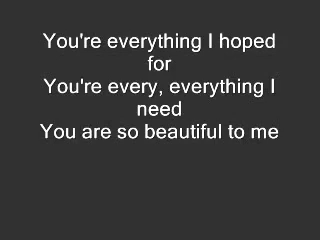 You're everything I hoped
for
You're every, everything I
need
You are so beautiful to me